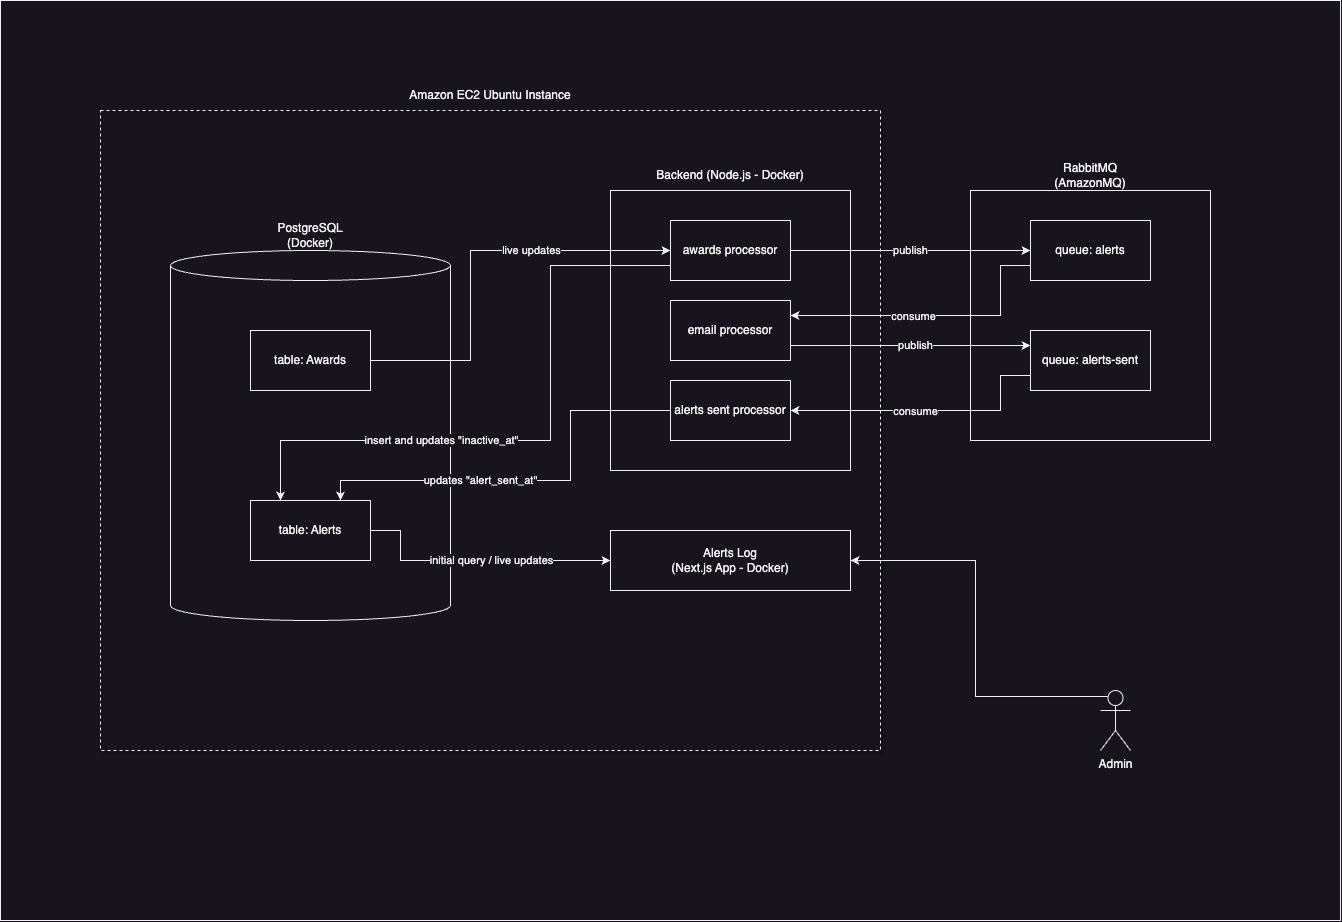 Amazon EC2 Ubuntu Instance
RabbitMQ
(AmazonMQ)
Backend (Node.js - Docker)
PostgreSQL
(Docker)
live updates
awards processor
publish
queue: alerts
consume
email processor
publish
table: Awards
queue: alerts-sent
alerts sent processor
consume
insert and updates "inactive_at"
updates "alert_sent_at"
table: Alerts
initial query / live updates
Alerts Log
(Next.js App - Docker)
Admin